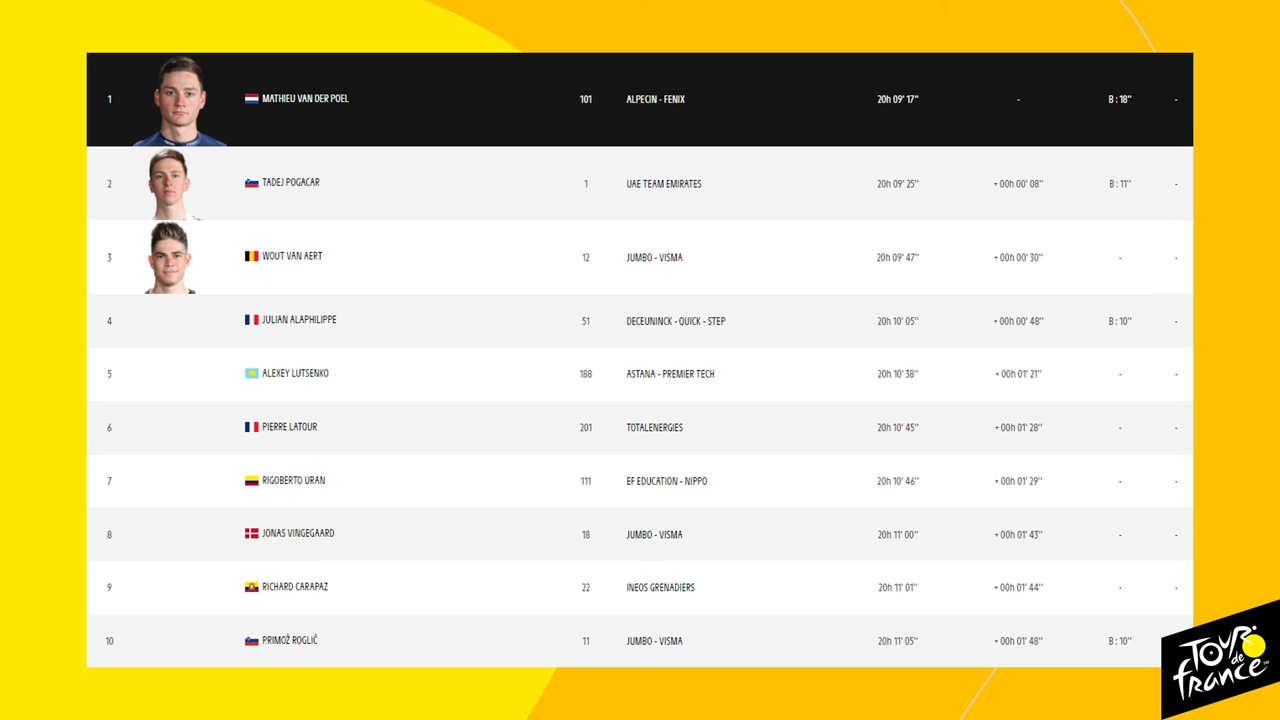 1 MATHIEU VAN DER POEL 101 ALPECIN - FENIX 20h 09' 17'' - B : 18'' -
2 TADEJ POGACAR 1 UAE TEAM EMIRATES 20h 09' 25'' + 00h 00' 08'' B : 11'' -
3 WOUT VAN AERT 12 JUMBO - VISMA 20h 09' 47'' + 00h 00' 30'' - -
4 JULIAN ALAPHILIPPE 51 DECEUNINCK - QUICK - STEP 20h 10' 05'' + 00h 00' 48'' B : 10'' -
5 ALEXEY LUTSENKO 188 ASTANA - PREMIER TECH 20h 10' 38'' + 00h 01' 21'' - -
6 PIERRE LATOUR 201 TOTALENERGIES 20h 10' 45'' + 00h 01' 28'' - -
7 RIGOBERTO URAN 111 EF EDUCATION - NIPPO 20h 10' 46'' + 00h 01' 29'' - -
8 JONAS VINGEGAARD 18 JUMBO - VISMA 20h 11' 00'' + 00h 01' 43'' - -
9 RICHARD CARAPAZ 22 INEOS GRENADIERS 20h 11' 01'' + 00h 01' 44'' - -
10 PRIMOŽ ROGLIČ 11 JUMBO - VISMA 20h 11' 05'' + 00h 01' 48'' B : 10'' -
TOUR
de
france™